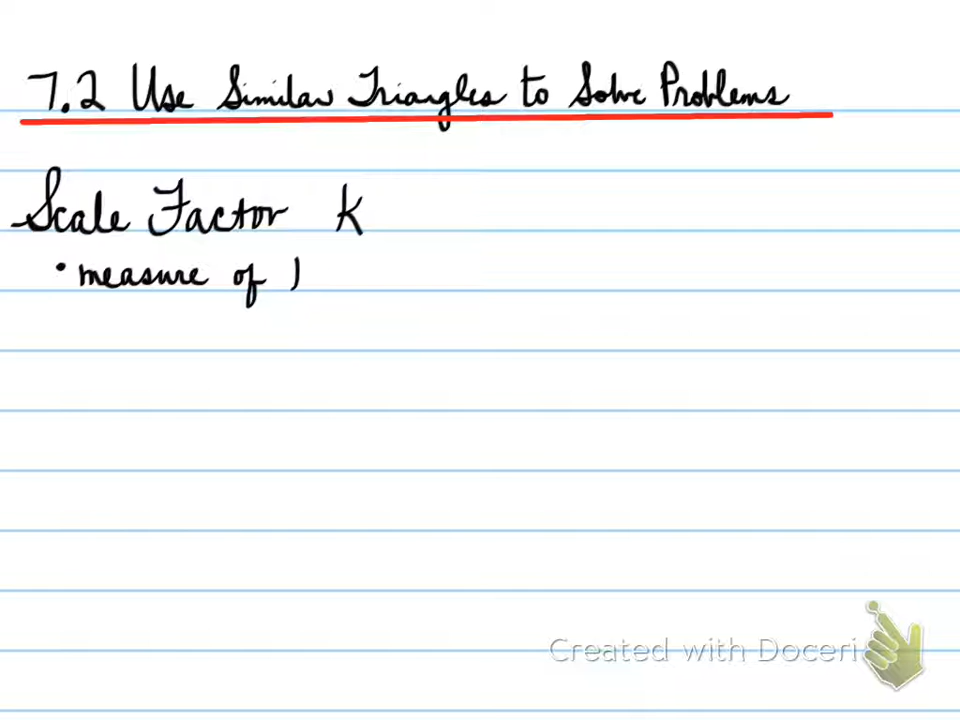 7.2 Use Similar Triangles to Solve Problems
Scale Factor k
• measure of
Created with Doceri